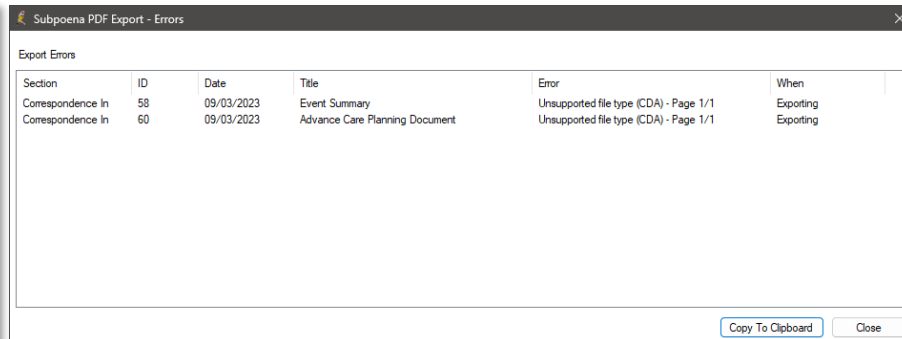 Subpoena PDF Export - Errors
Export Errors
Section ID Date Title Error When
Correspondence In 58 09/03/2023 Event Summary Unsupported file type (CDA) - Page 1/1 Exporting
Correspondence In 60 09/03/2023 Advance Care Planning Document Unsupported file type (CDA) - Page 1/1 Exporting
Copy To Clipboard Close